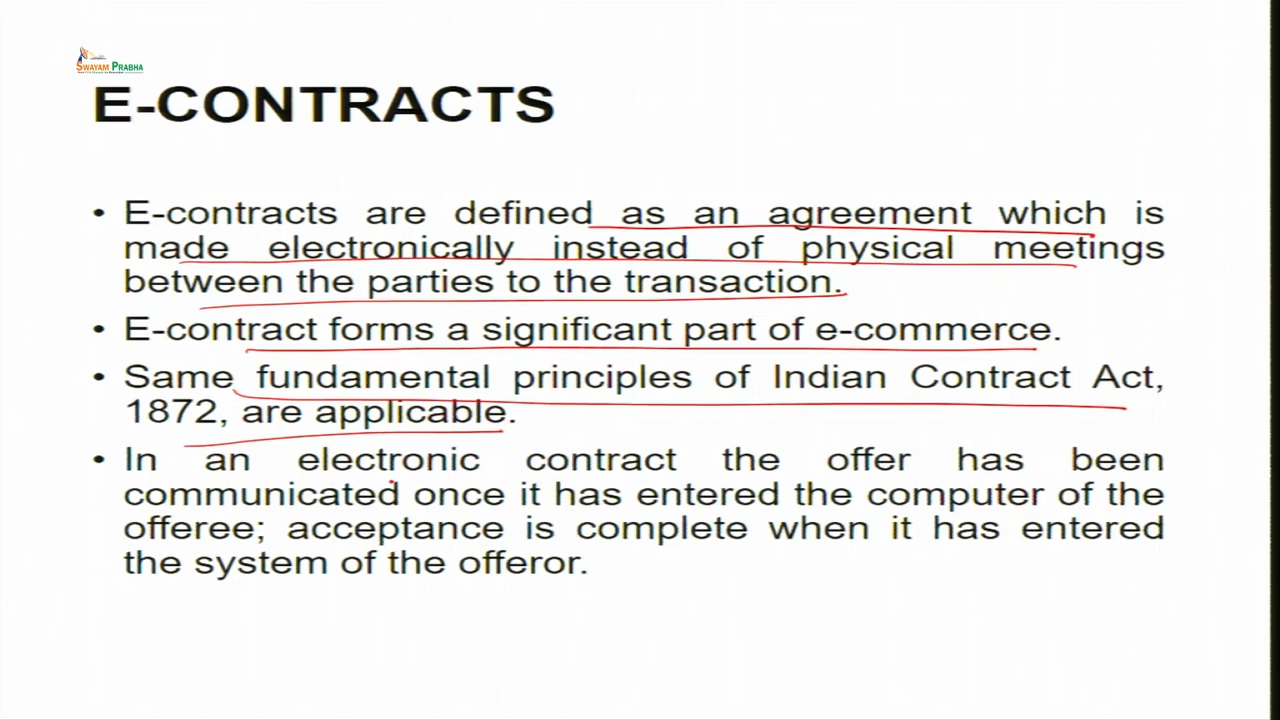 SWAYAM PRABHA
E-CONTRACTS
• E-contracts are defined as an agreement which is
made electronically instead of physical meetings
between the parties to the transaction.
• E-contract forms a significant part of e-commerce.
• Same fundamental principles of Indian Contract Act,
1872, are applicable.
• In an electronic contract the offer has been
communicated once it has entered the computer of the
offeree; acceptance is complete when it has entered
the system of the offeror.